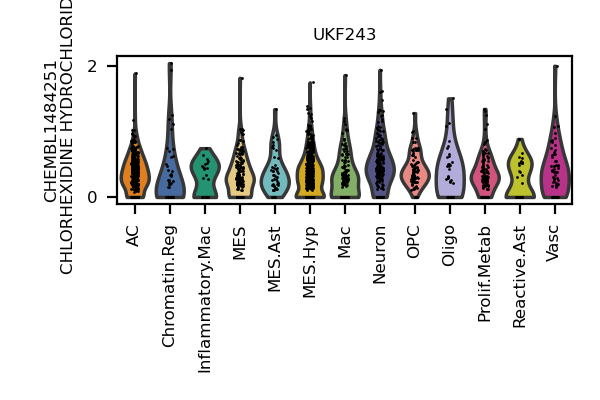 UKF243
CHEMBL1484251
CHLORHEXIDINE HYDROCHLORID
2
0
AC
Chromatin.Reg
Inflammatory.Mac
MES
MES.Ast
MES.Hyp
Mac
Neuron
OPC
Oligo
Prolif.Metab
Reactive.Ast
Vasc